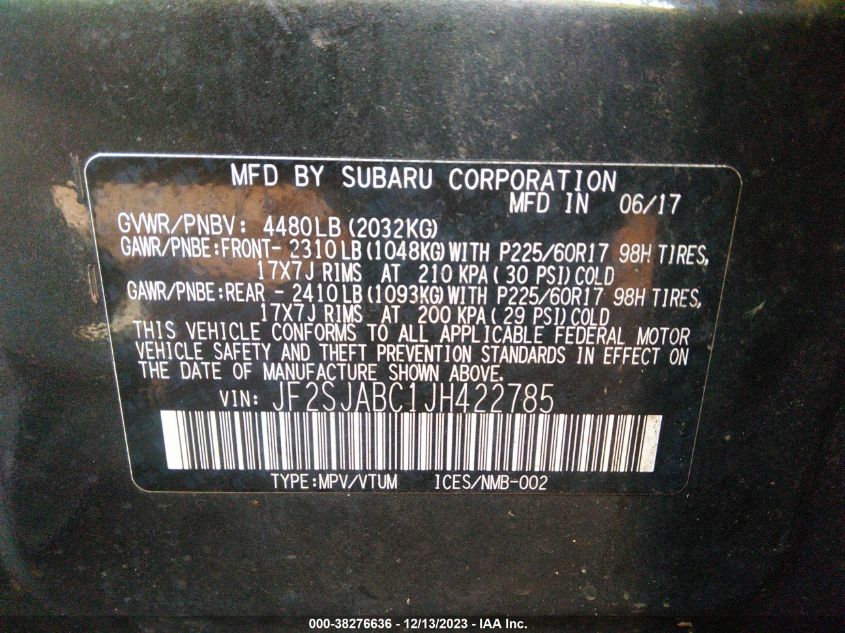 MFD BY SUBARU CORPORATION
MFD IN 06/17
GVWR/PNBV: 4480LB (2032KG)
GAWR/PNBE:FRONT- 2310LB (1048KG) WITH P225/60R17 98H TIRES,
17X7J RIMS AT 210 KPA ( 30 PSI) COLD
GAWR/PNBE:REAR - 2410LB (1093KG) WITH P225/60R17 98H TIRES,
17X7J RIMS AT 200 KPA ( 29 PSI) COLD
THIS VEHICLE CONFORMS TO ALL APPLICABLE FEDERAL MOTOR
VEHICLE SAFETY AND THEFT PREVENTION STANDARDS IN EFFECT ON
THE DATE OF MANUFACTURE SHOWN ABOVE.
VIN: JF2SJABC1JH422785
TYPE:MPV/VTUM ICES/NMB-002
000-38276636 - 12/13/2023 - IAA Inc.